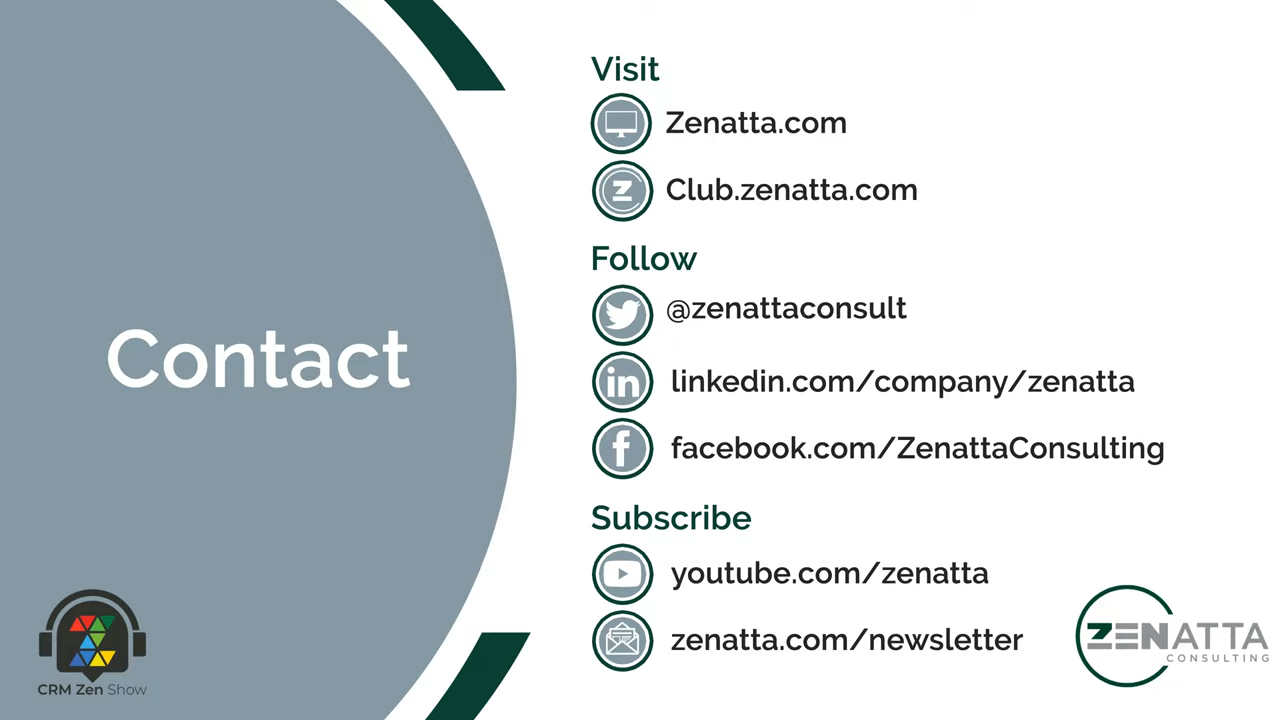 Contact
Visit
Zenatta.com
Club.zenatta.com
Follow
@zenattaconsult
linkedin.com/company/zenatta
facebook.com/ZenattaConsulting
Subscribe
youtube.com/zenatta
zenatta.com/newsletter
CRM Zen Show
ZENATTA
CONSULTING